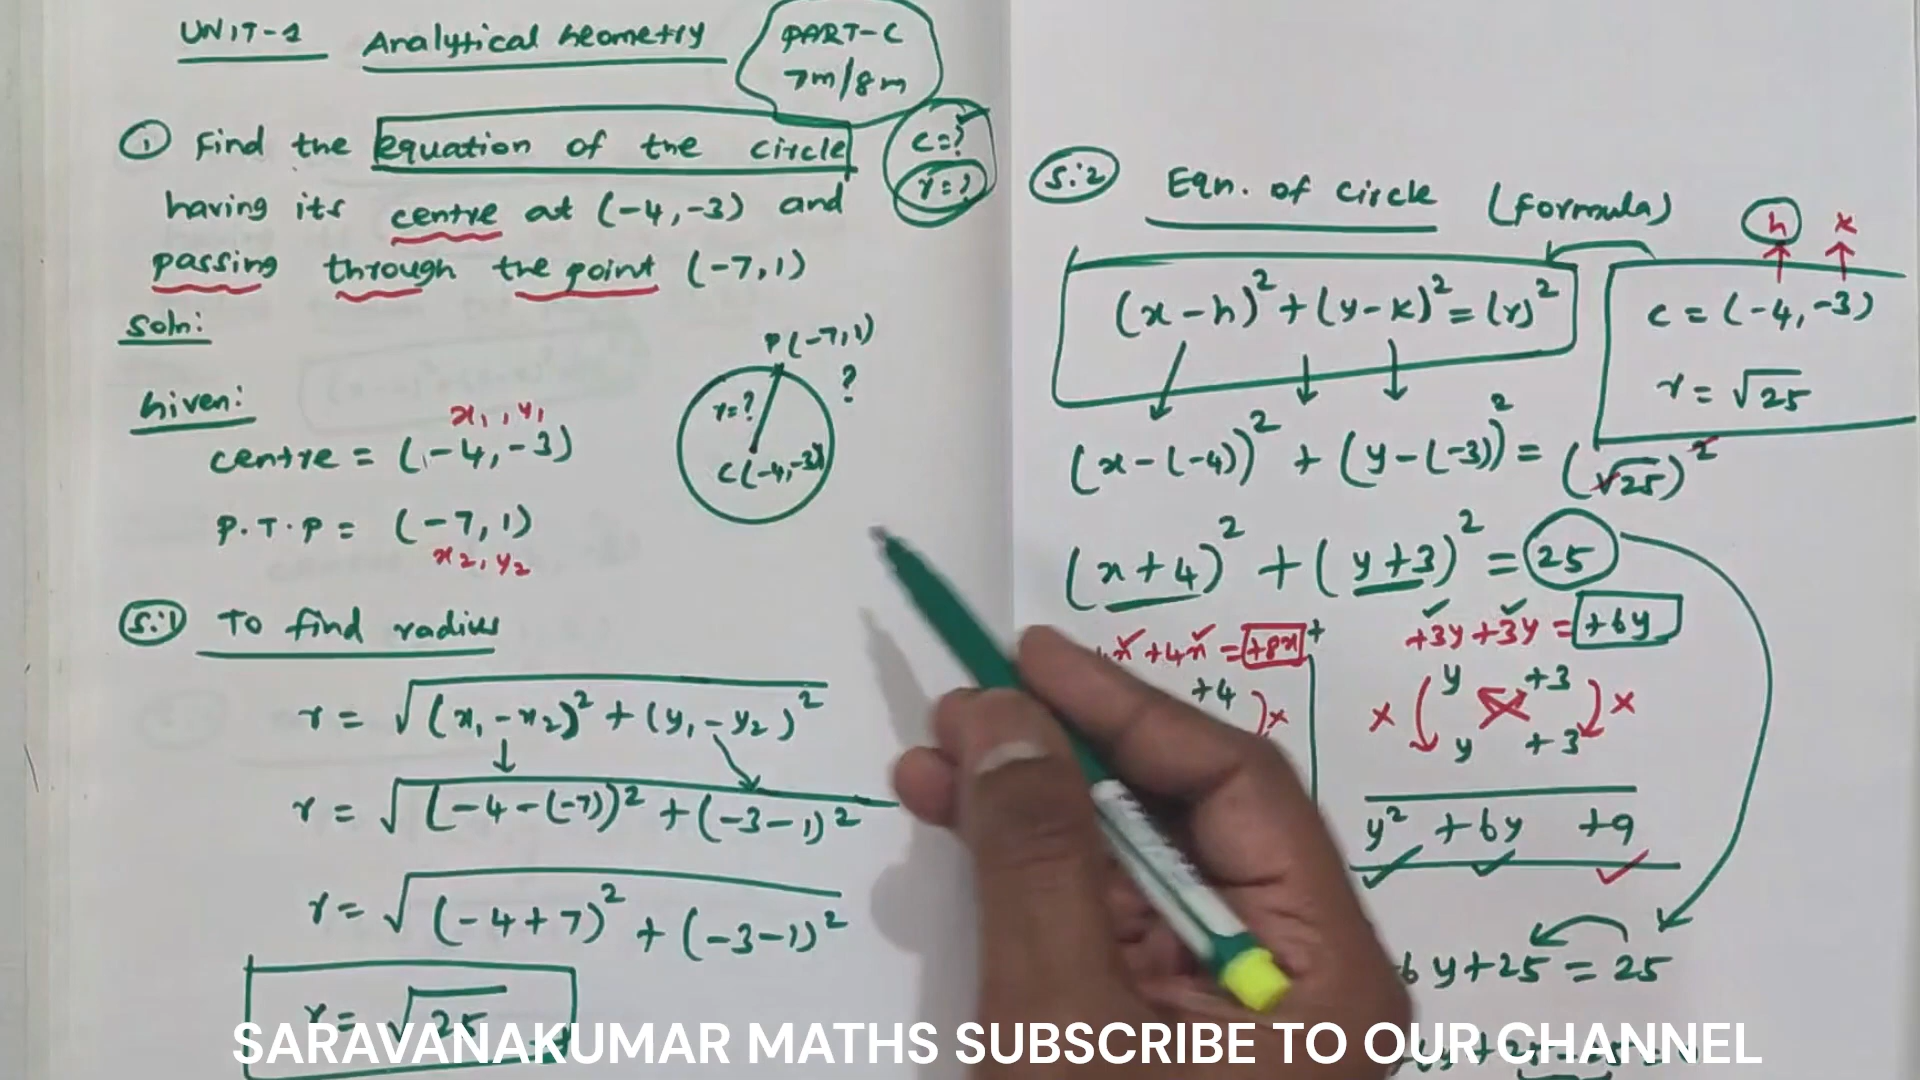 UNIT-1 Analytical Geometry
PART-C
7m/8m
① Find the equation of the circle
having its centre at (-4,-3) and
passing through the point (-7,1)
C=?
r=?
Soln:
Given:
x₁, y₁
centre = (-4,-3)
P.T.P = (-7,1)
x₂, y₂
P(-7,1)
?
r=?
C(-4,-3)
S:1 To find radius
r = √(x₁-x₂)² + (y₁-y₂)²
r = √(-4-(-7))² + (-3-1)²
r = √(-4+7)² + (-3-1)²
r = √25
S:2 Eqn. of circle (formula)
h k
(x-h)² + (y-k)² = (r)²
c = (-4,-3)
r = √25
(x-(-4))² + (y-(-3))² = (√25)²
(x+4)² + (y+3)² = 25
+4x = +8x +
+3y+3y = +6y
+4
x
x y +3 x
y +3
y² +6y +9
6y+25 = 25
SARAVANAKUMAR MATHS SUBSCRIBE TO OUR CHANNEL